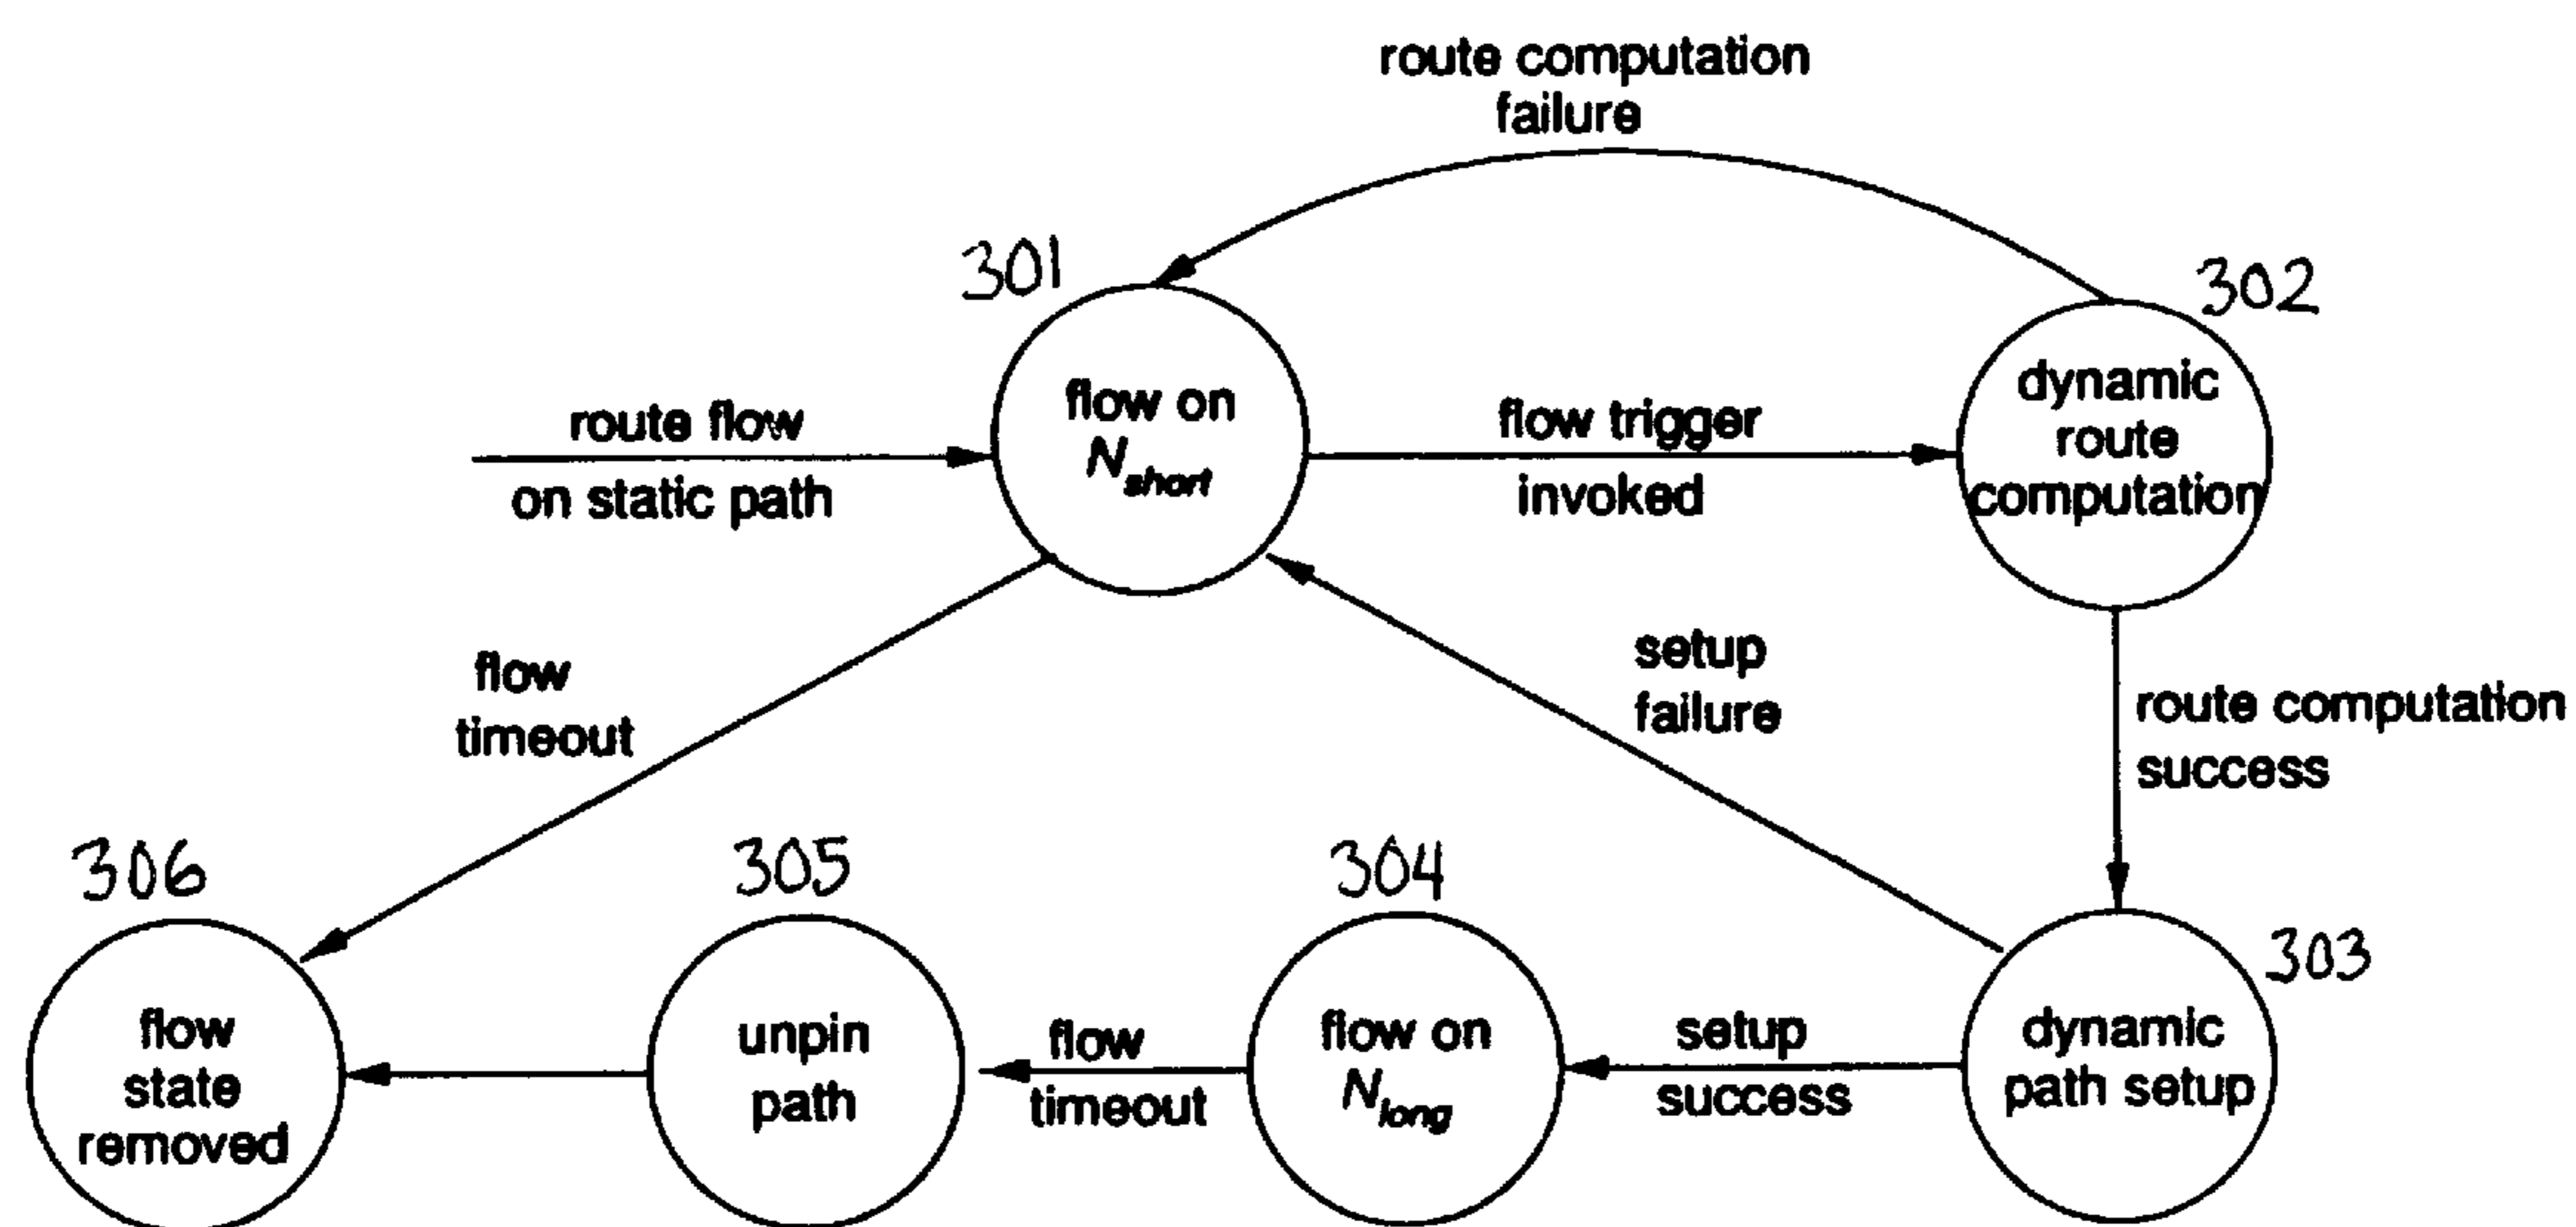 route computation
failure
301
302
flow on
N_short
route flow
on static path
flow trigger
invoked
dynamic
route
computation
flow
timeout
setup
failure
route computation
success
306
305
304
303
flow
state
removed
unpin
path
flow
timeout
flow on
N_long
setup
success
dynamic
path setup